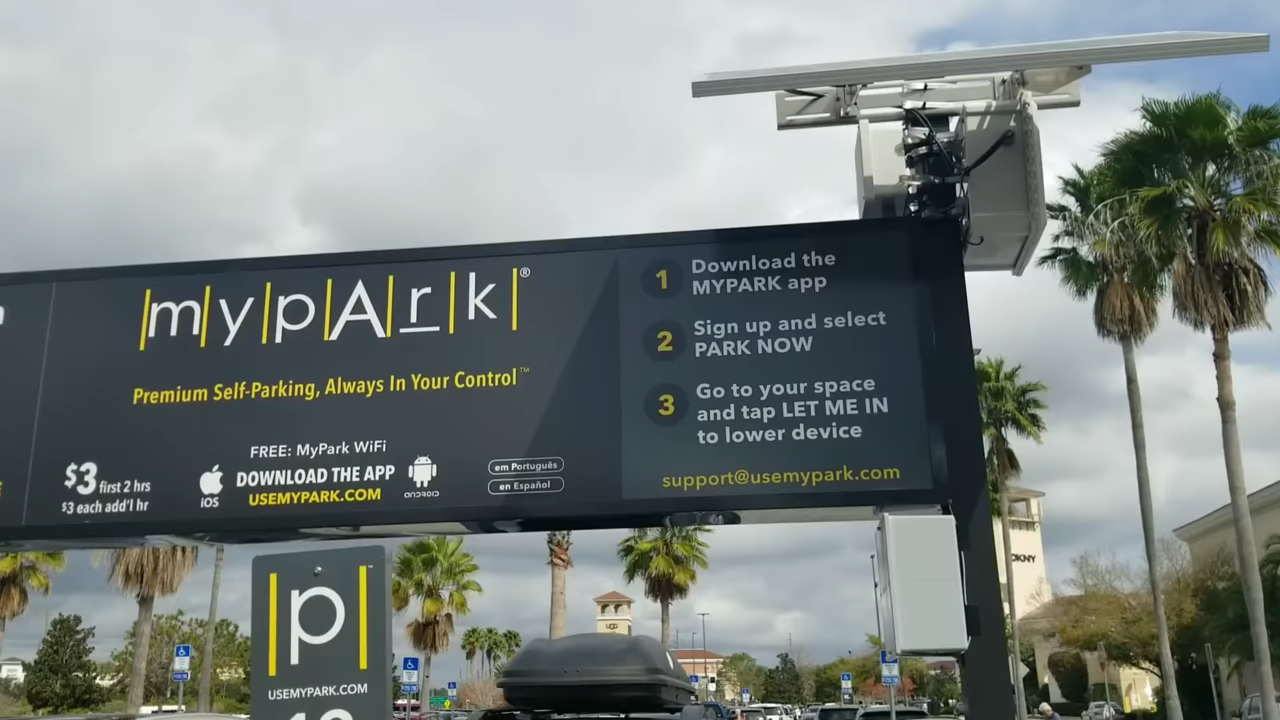 |m|y|p|A|r|k|®
Premium Self-Parking, Always In Your Control™
$3 first 2 hrs
$3 each add'l hr
FREE: MyPark WiFi
DOWNLOAD THE APP
USEMYPARK.COM
iOS
ANDROID
em Português
en Español
1 Download the
MYPARK app
2 Sign up and select
PARK NOW
3 Go to your space
and tap LET ME IN
to lower device
support@usemypark.com
|p|™
USEMYPARK.COM
UGG
DKNY